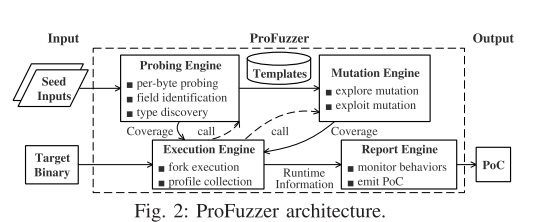 Input
ProFuzzer
Output
Seed
Inputs
Probing Engine
■ per-byte probing
■ field identification
■ type discovery
Templates
Mutation Engine
■ explore mutation
■ exploit mutation
Coverage
call
call
Coverage
Target
Binary
Execution Engine
■ fork execution
■ profile collection
Runtime
Information
Report Engine
■ monitor behaviors
■ emit PoC
PoC
Fig. 2: ProFuzzer architecture.